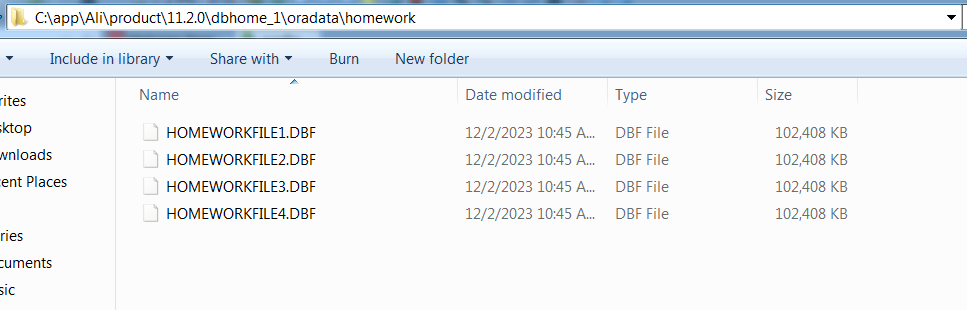 C:\app\Ali\product\11.2.0\dbhome_1\oradata\homework
Include in library Share with Burn New folder
Name Date modified Type Size
rites
sktop
wnloads
cent Places
ries
cuments
sic
HOMEWORKFILE1.DBF 12/2/2023 10:45 A... DBF File 102,408 KB
HOMEWORKFILE2.DBF 12/2/2023 10:45 A... DBF File 102,408 KB
HOMEWORKFILE3.DBF 12/2/2023 10:45 A... DBF File 102,408 KB
HOMEWORKFILE4.DBF 12/2/2023 10:45 A... DBF File 102,408 KB